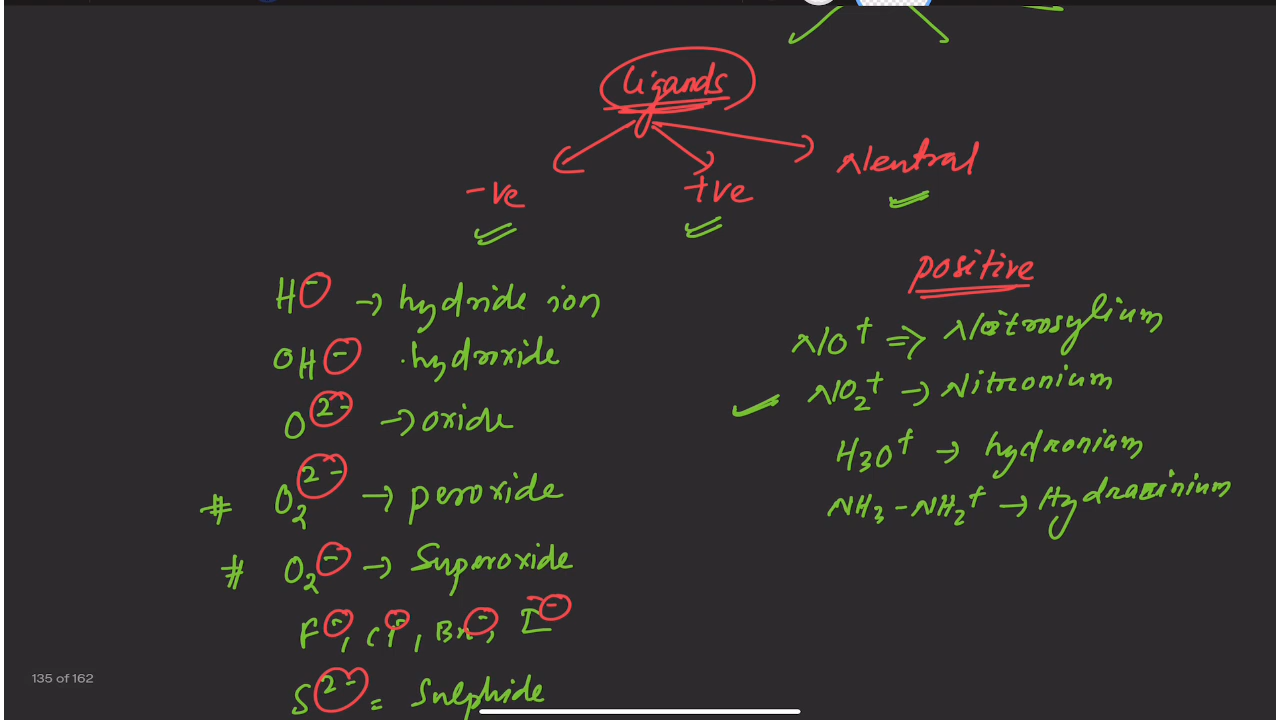 Ligands
-ve
+ve
Neutral
H⁻ → hydride ion
OH⁻ hydroxide
O²⁻ → oxide
# O₂²⁻ → peroxide
# O₂⁻ → Superoxide
F⁻, Cl⁻, Br⁻, I⁻
S²⁻ = Sulphide
positive
NO⁺ ⇒ Nitrosylium
NO₂⁺ → Nitronium
H₃O⁺ → hydronium
NH₃-NH₂⁺ → Hydrazinium
135 of 162